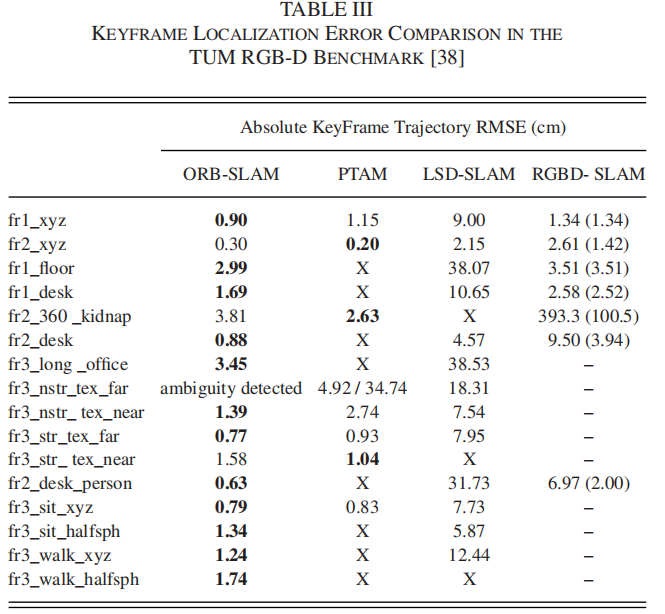 TABLE III
KEYFRAME LOCALIZATION ERROR COMPARISON IN THE
TUM RGB-D BENCHMARK [38]
Absolute KeyFrame Trajectory RMSE (cm)
ORB-SLAM PTAM LSD-SLAM RGBD- SLAM
fr1_xyz 0.90 1.15 9.00 1.34 (1.34)
fr2_xyz 0.30 0.20 2.15 2.61 (1.42)
fr1_floor 2.99 X 38.07 3.51 (3.51)
fr1_desk 1.69 X 10.65 2.58 (2.52)
fr2_360 _kidnap 3.81 2.63 X 393.3 (100.5)
fr2_desk 0.88 X 4.57 9.50 (3.94)
fr3_long _office 3.45 X 38.53 –
fr3_nstr_tex_far ambiguity detected 4.92 / 34.74 18.31 –
fr3_nstr_ tex_near 1.39 2.74 7.54 –
fr3_str_tex_far 0.77 0.93 7.95 –
fr3_str_ tex_near 1.58 1.04 X –
fr2_desk_person 0.63 X 31.73 6.97 (2.00)
fr3_sit_xyz 0.79 0.83 7.73 –
fr3_sit_halfsph 1.34 X 5.87 –
fr3_walk_xyz 1.24 X 12.44 –
fr3_walk_halfsph 1.74 X X –